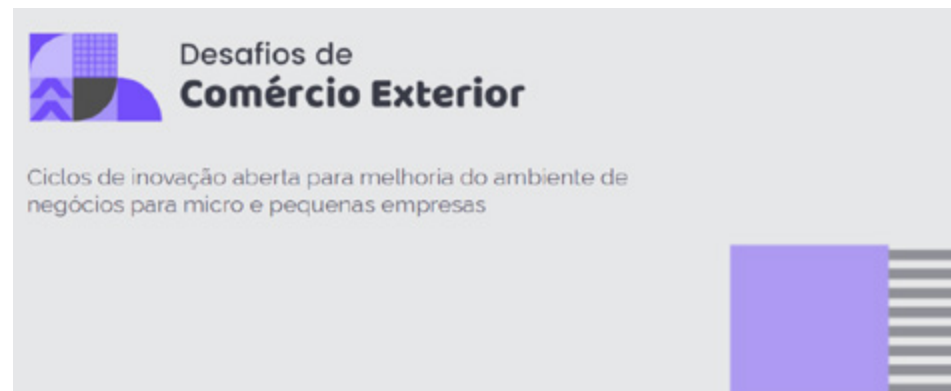 Desafios de
Comércio Exterior
Ciclos de inovação aberta para melhoria do ambiente de
negócios para micro e pequenas empresas